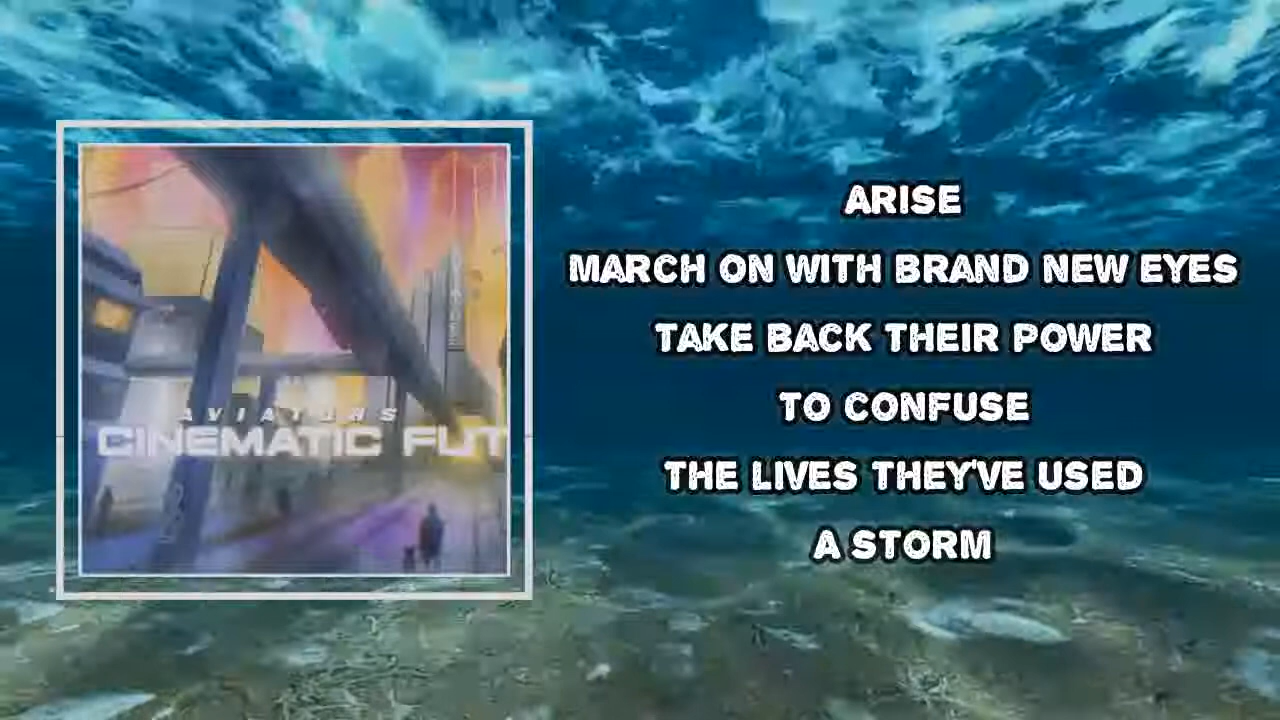 AVIATORS
CINEMATIC FUT
ARISE
MARCH ON WITH BRAND NEW EYES
TAKE BACK THEIR POWER
TO CONFUSE
THE LIVES THEY'VE USED
A STORM